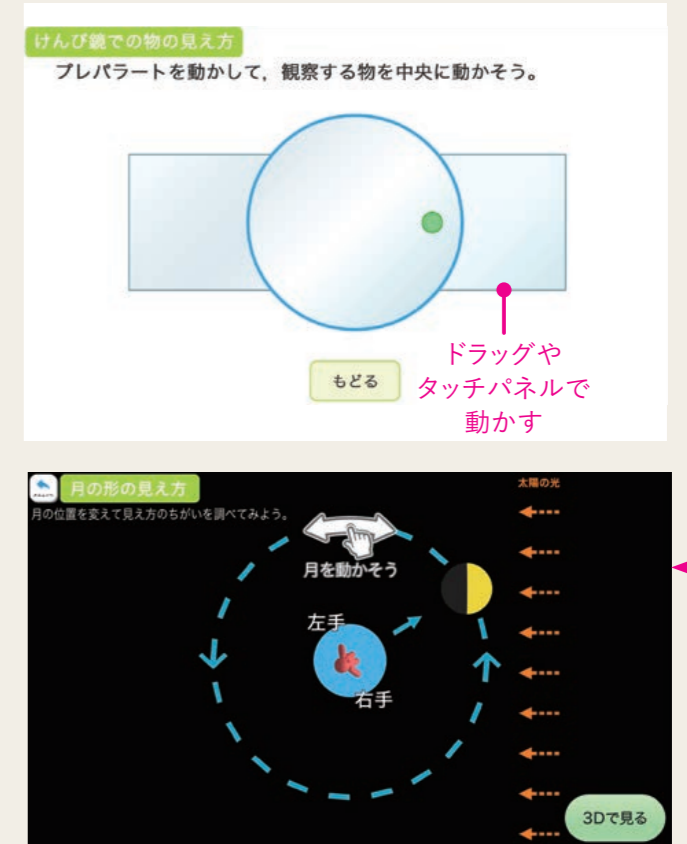 けんび鏡での物の見え方
プレパラートを動かして，観察する物を中央に動かそう。
もどる
ドラッグや
タッチパネルで
動かす
月の形の見え方
太陽の光
月の位置を変えて見え方のちがいを調べてみよう。
月を動かそう
左手
右手
3Dで見る